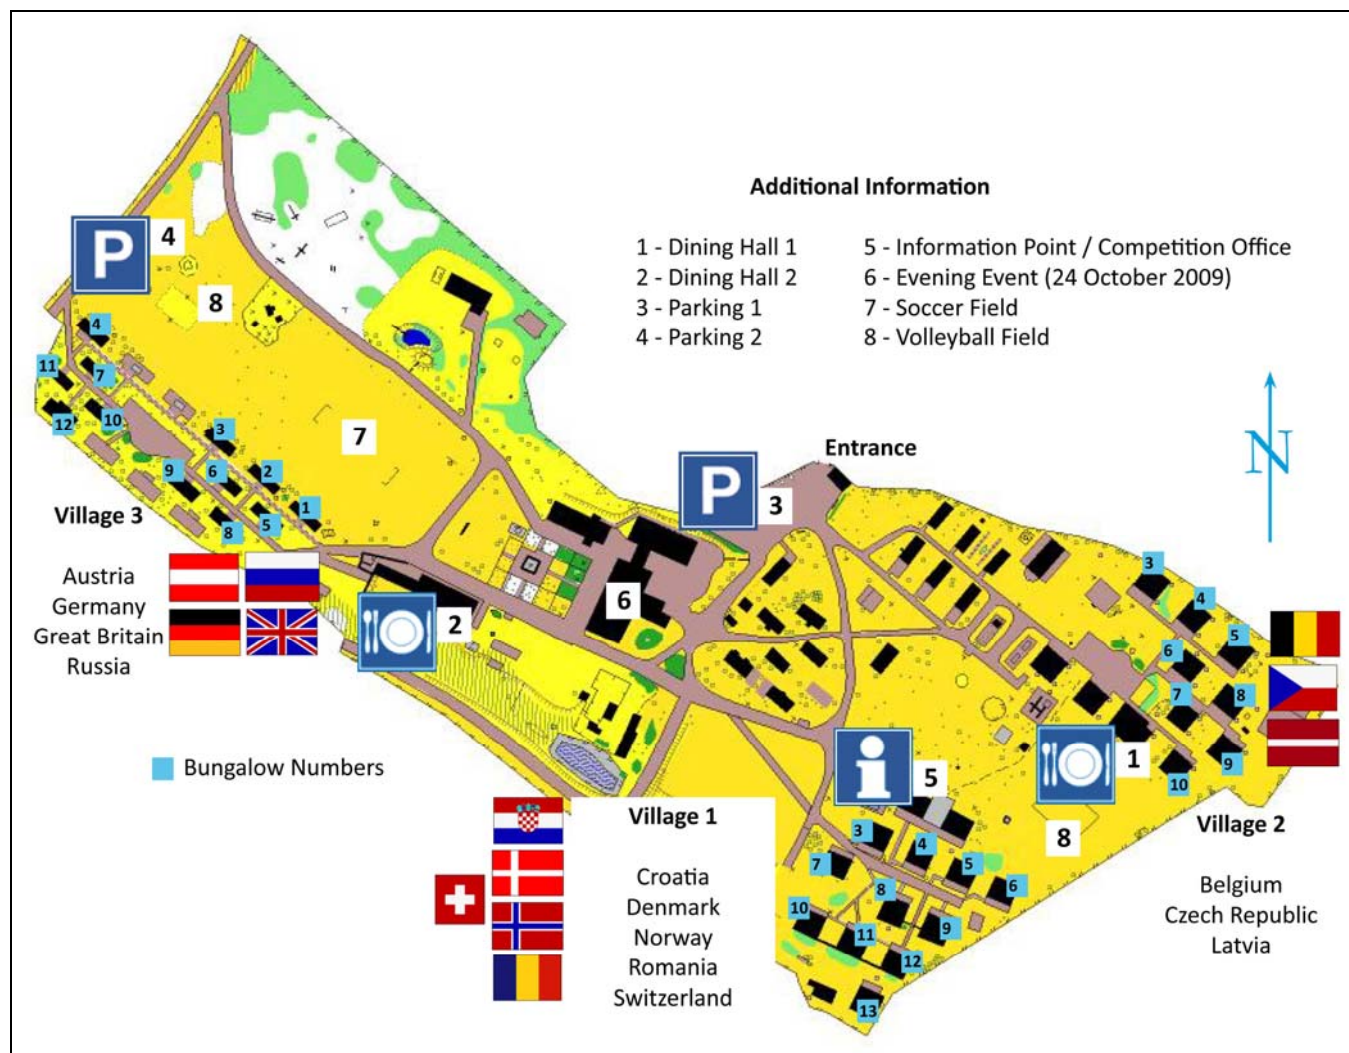 Additional Information
1 - Dining Hall 1
2 - Dining Hall 2
3 - Parking 1
4 - Parking 2
5 - Information Point / Competition Office
6 - Evening Event (24 October 2009)
7 - Soccer Field
8 - Volleyball Field
P 4
8
4
11
7
12
10
3
7
9
6
2
8
5
1
Village 3
Austria
Germany
Great Britain
Russia
Entrance
P 3
N
6
2
3
4
5
6
7
8
9
10
1
8
Village 2
Belgium
Czech Republic
Latvia
Bungalow Numbers
i 5
3
4
5
6
7
8
9
10
11
12
13
Village 1
Croatia
Denmark
Norway
Romania
Switzerland